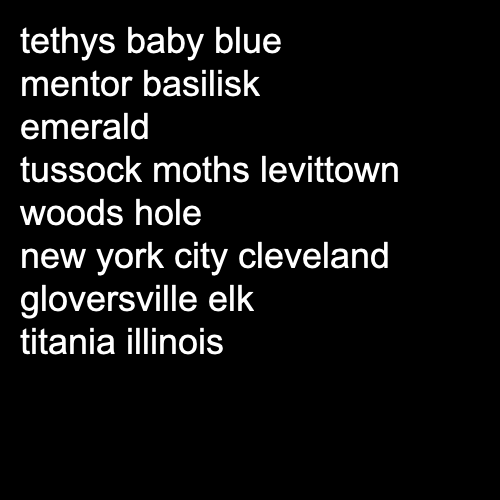 tethys baby blue
mentor basilisk
emerald
tussock moths levittown
woods hole
new york city cleveland
gloversville elk
titania illinois